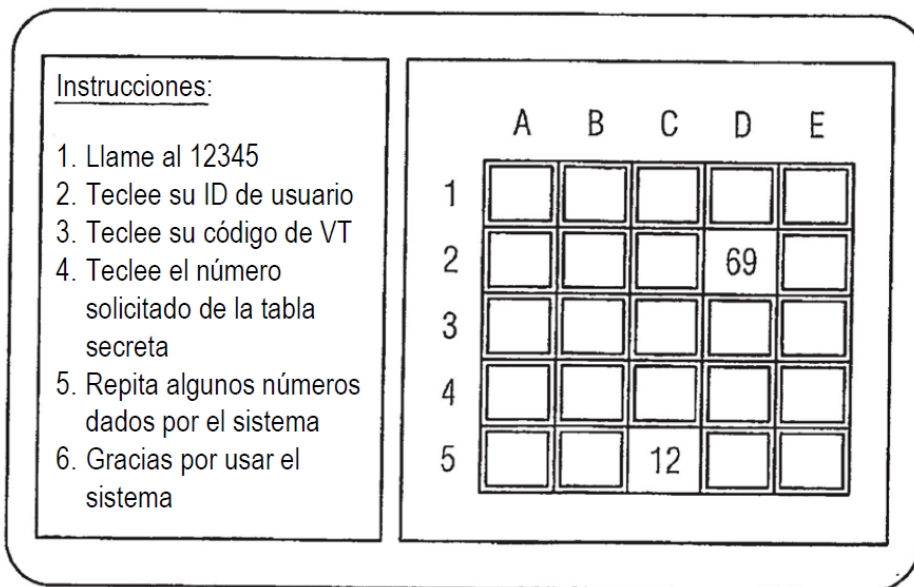 Instrucciones:
1. Llame al 12345
2. Teclee su ID de usuario
3. Teclee su código de VT
4. Teclee el número
solicitado de la tabla
secreta
5. Repita algunos números
dados por el sistema
6. Gracias por usar el
sistema
A B C D E
1
2 69
3
4
5 12